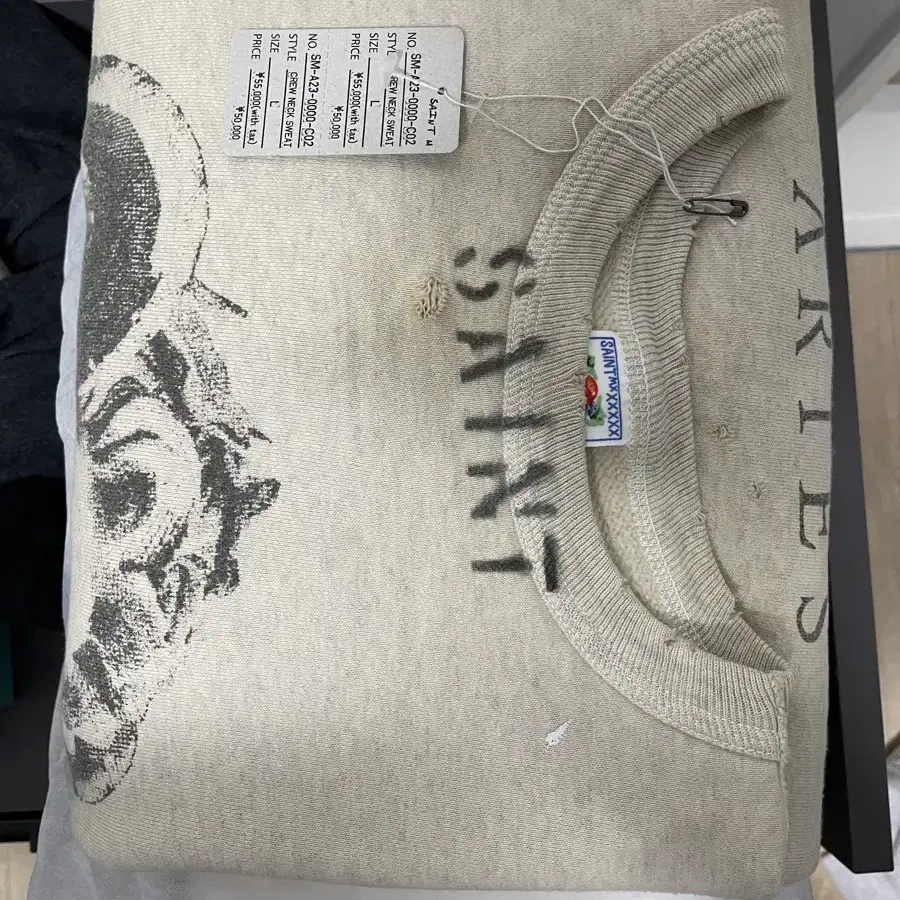 " SAINT M
NO. SM-A23-0000-C02
STYLE CREW NECK SWEAT
SIZE L
PRICE ¥55,000(with tax)
¥50,000
NO. SM-A23-0000-C02
STYLE CREW NECK SWEAT
SIZE L
PRICE ¥55,000(with tax)
¥50,000
ARIES
SAINT Mxxxxxx
SAINT